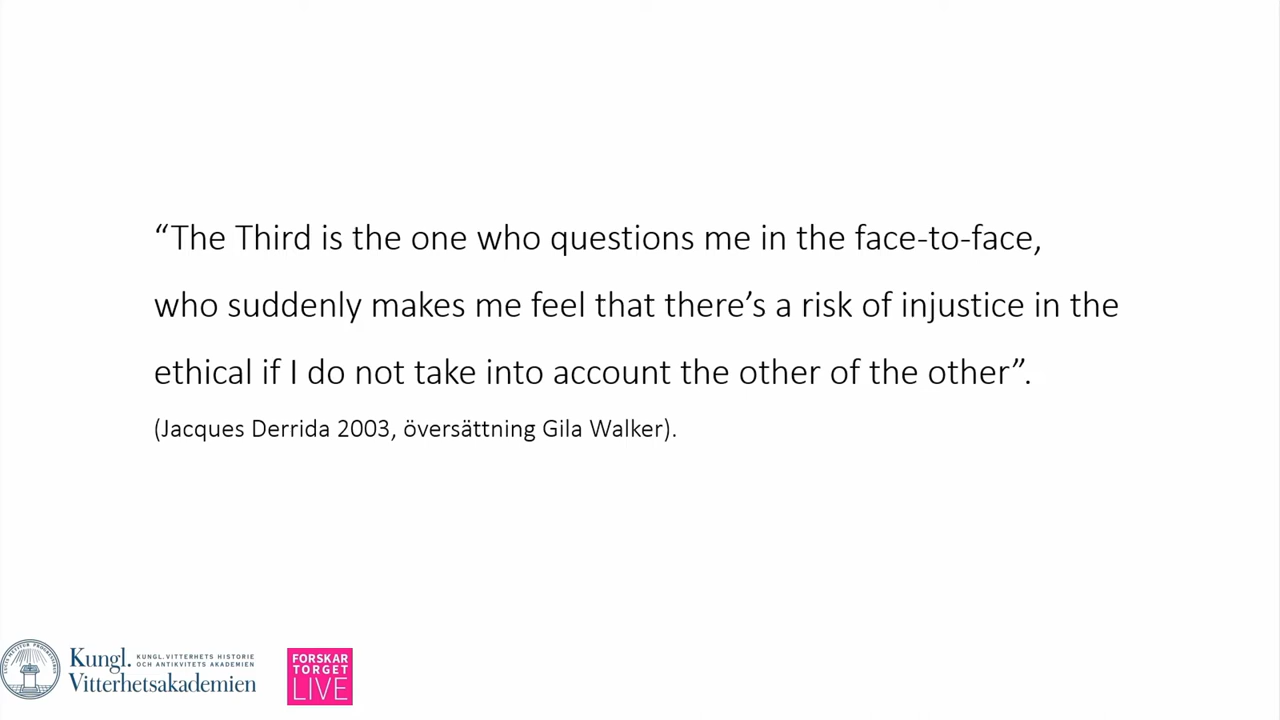 “The Third is the one who questions me in the face-to-face,
who suddenly makes me feel that there’s a risk of injustice in the
ethical if I do not take into account the other of the other”.
(Jacques Derrida 2003, översättning Gila Walker).
Kungl. KUNGL. VITTERHETS HISTORIE
OCH ANTIKVITETS AKADEMIEN
Vitterhetsakademien
FORSKAR
TORGET
LIVE